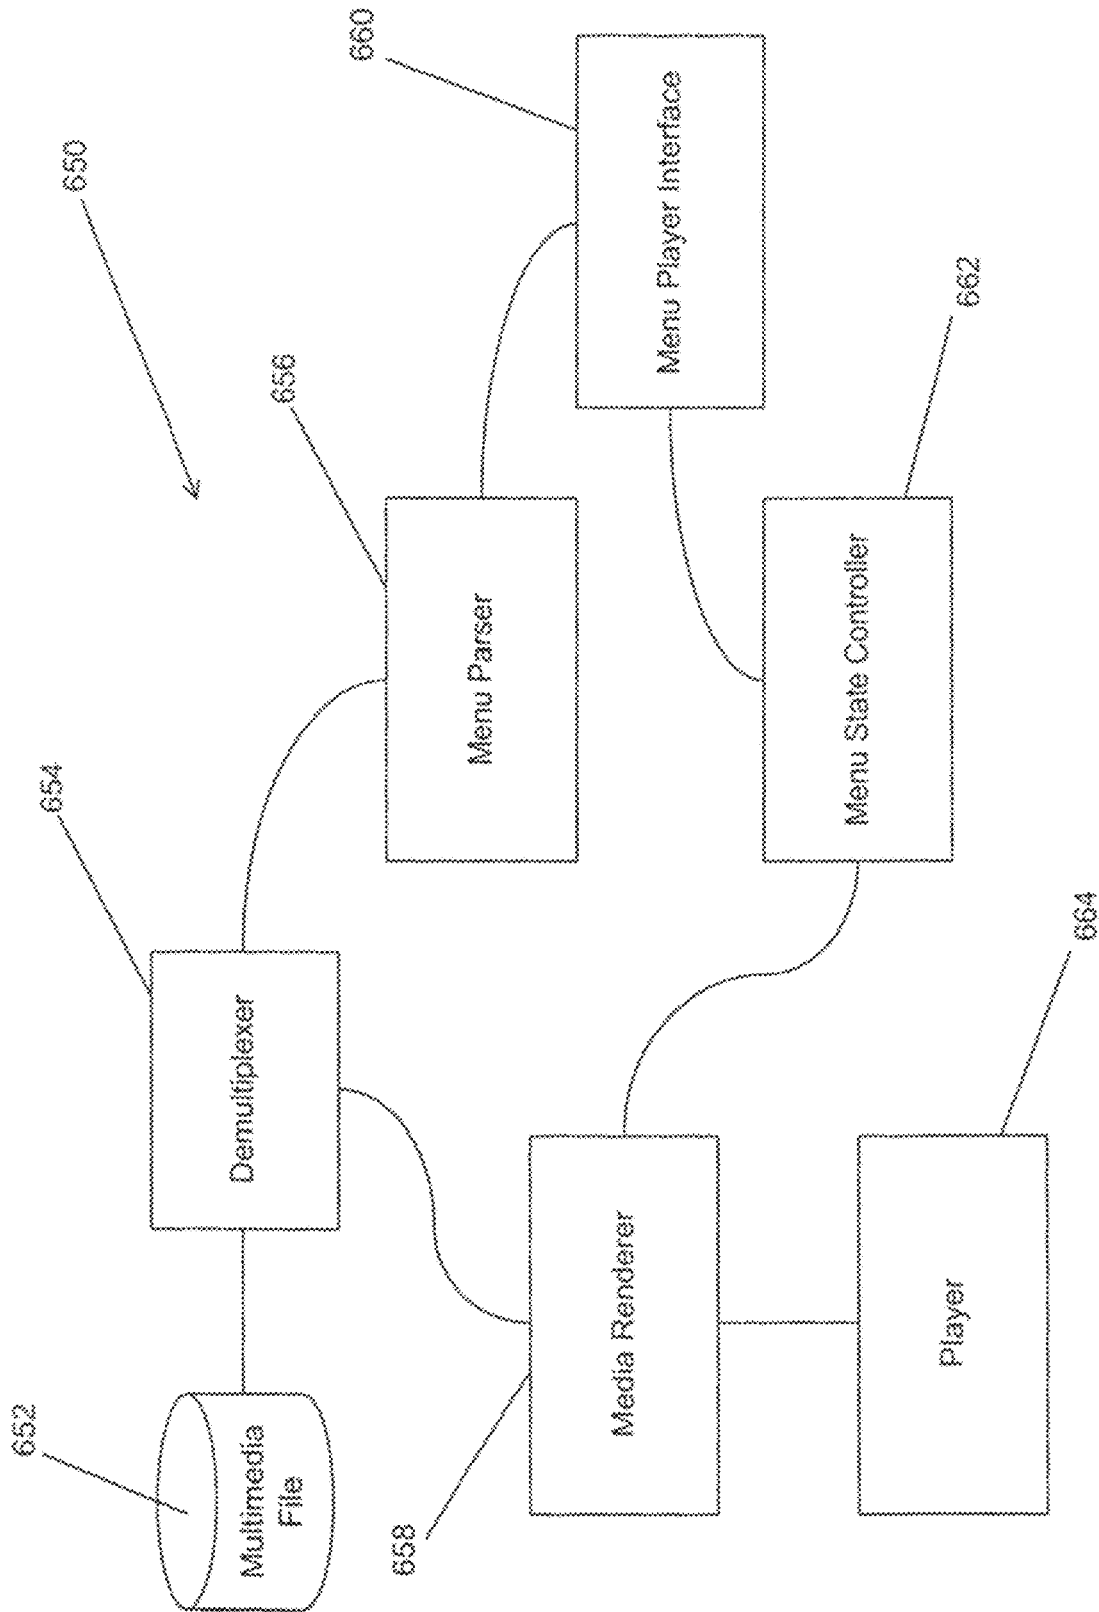 650
652
Multimedia
File
654
Demultiplexer
656
Menu Parser
660
Menu Player Interface
658
Media Renderer
662
Menu State Controller
664
Player